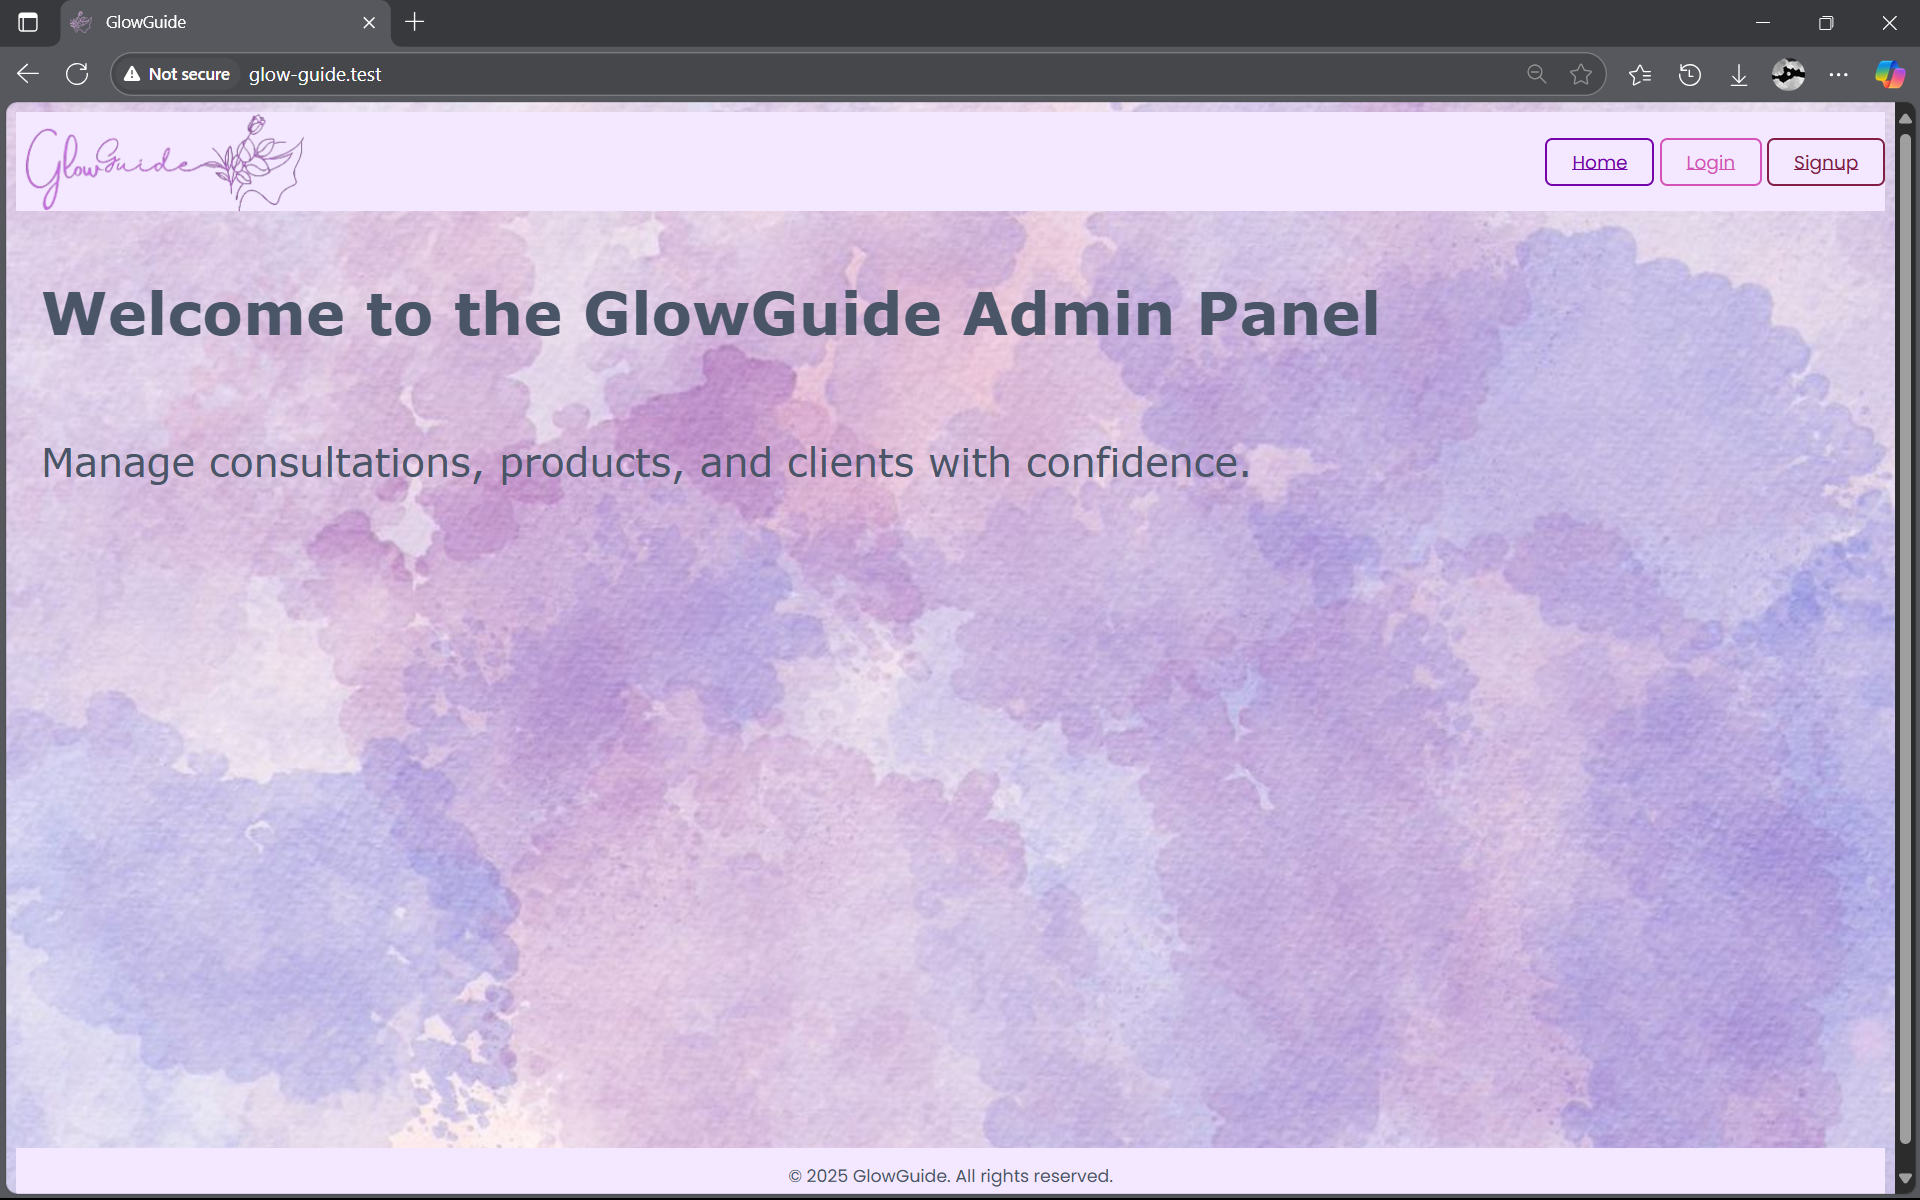 GlowGuide
Not secure glow-guide.test
GlowGuide
Home Login Signup
Welcome to the GlowGuide Admin Panel
Manage consultations, products, and clients with confidence.
© 2025 GlowGuide. All rights reserved.